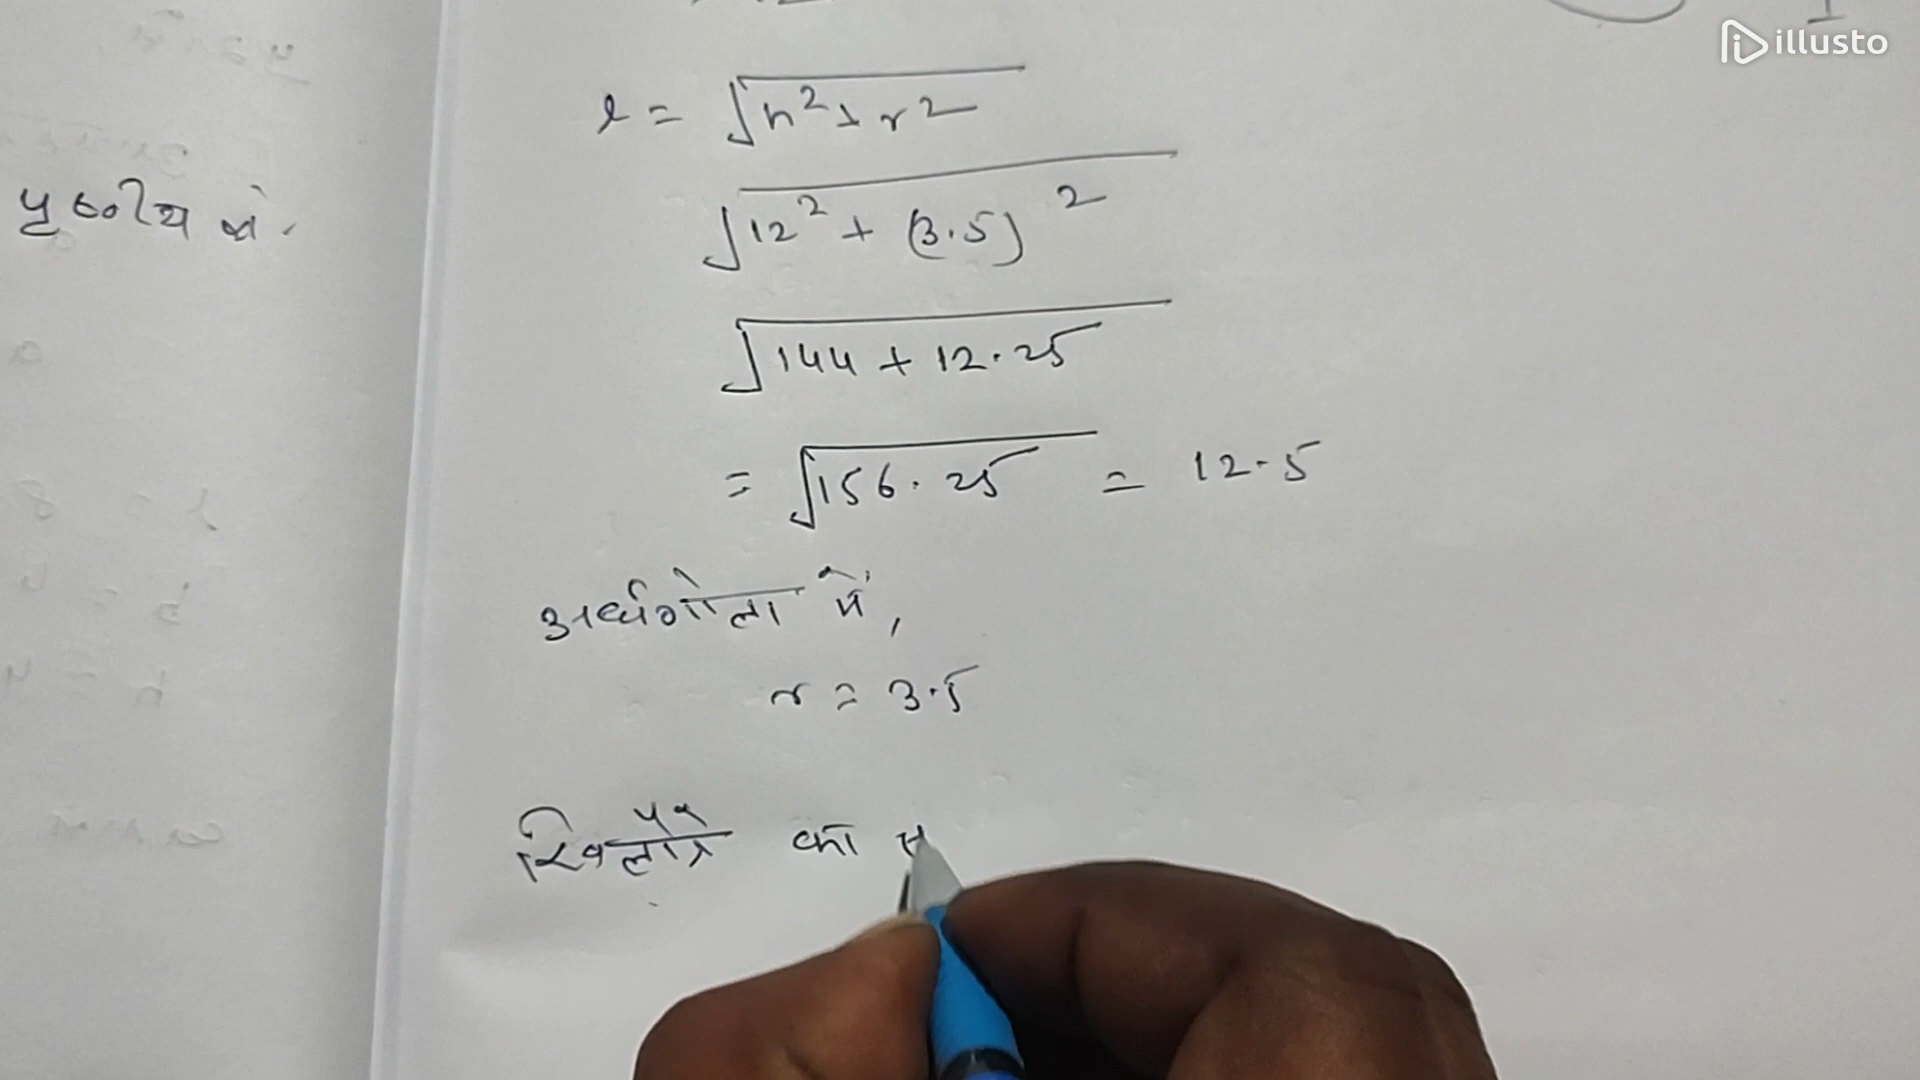 illusto
l = √h²+r²
पृष्ठीय क्षे.
√12² + (3.5)²
√144 + 12.25
= √156.25 = 12.5
अर्धगोला में,
r = 3.5
का